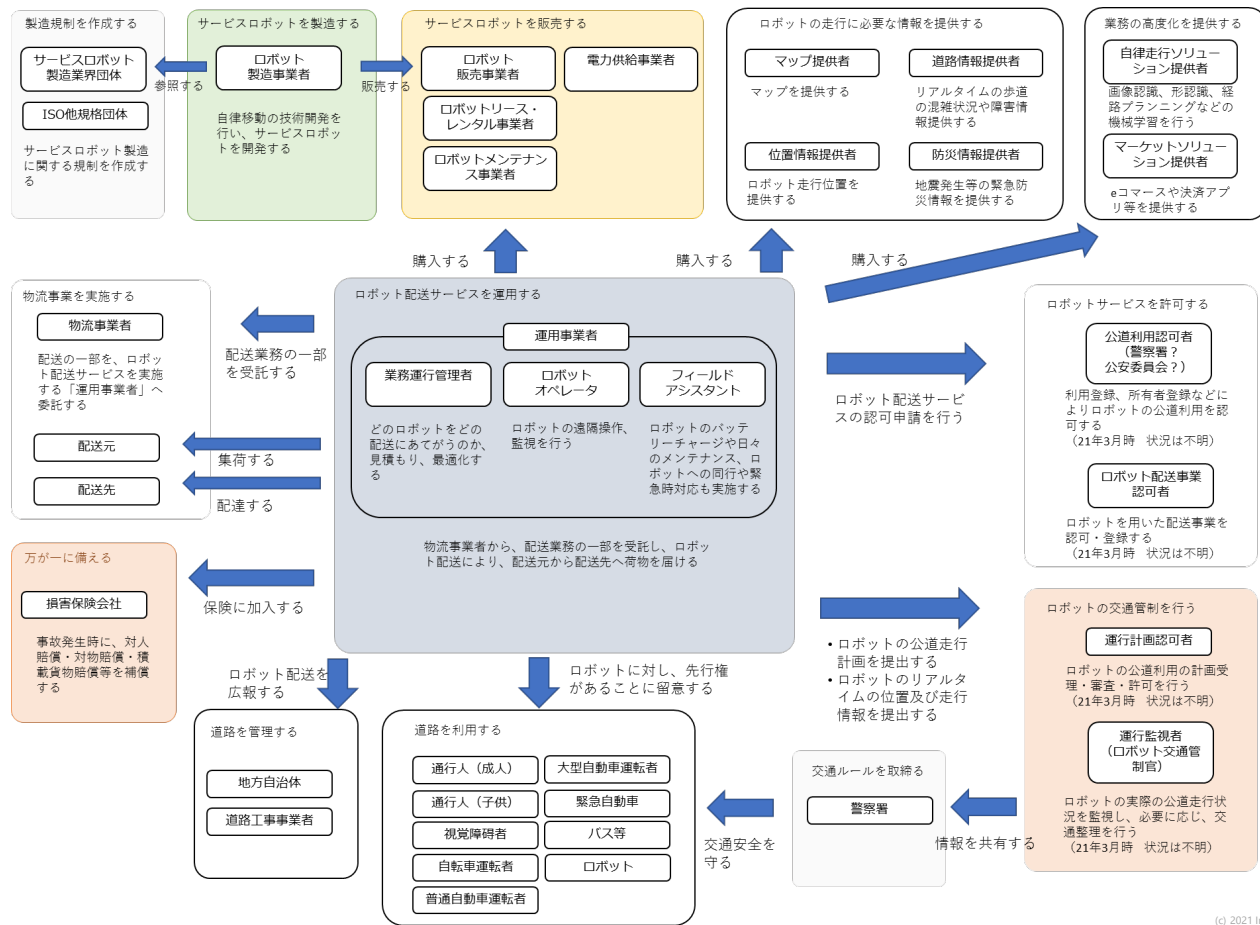 製造規制を作成する
サービスロボット
製造業界団体
ISO他規格団体
サービスロボット製造
に関する規制を作成す
る
参照する
サービスロボットを製造する
ロボット
製造事業者
自律移動の技術開発を
行い、サービスロボッ
トを開発する
販売する
サービスロボットを販売する
ロボット
販売事業者
電力供給事業者
ロボットリース・
レンタル事業者
ロボットメンテナン
ス事業者
ロボットの走行に必要な情報を提供する
マップ提供者
マップを提供する
道路情報提供者
リアルタイムの歩道
の混雑状況や障害情
報提供する
位置情報提供者
ロボット走行位置を
提供する
防災情報提供者
地震発生等の緊急防
災情報を提供する
業務の高度化を提供する
自律走行ソリュー
ション提供者
画像認識、形認識、経
路プランニングなどの
機械学習を行う
マーケットソリュー
ション提供者
eコマースや決済アプ
リ等を提供する
購入する
購入する
購入する
物流事業を実施する
物流事業者
配送の一部を、ロボッ
ト配送サービスを実施
する「運用事業者」へ
委託する
配送元
配送先
配送業務の一部
を受託する
集荷する
配達する
ロボット配送サービスを運用する
運用事業者
業務運行管理者
どのロボットをどの
配送にあてがうのか、
見積もり、最適化す
る
ロボット
オペレータ
ロボットの遠隔操作、
監視を行う
フィールド
アシスタント
ロボットのバッテ
リーチャージや日々
のメンテナンス、ロ
ボットへの同行や緊
急時対応も実施する
物流事業者から、配送業務の一部を受託し、ロボッ
ト配送により、配送元から配送先へ荷物を届ける
ロボット配送サービ
スの認可申請を行う
ロボットサービスを許可する
公道利用認可者
(警察署?
公安委員会?)
利用登録、所有者登録などに
よりロボットの公道利用を認
可する
(21年3月時 状況は不明)
ロボット配送事業
認可者
ロボットを用いた配送事業を
認可・登録する
(21年3月時 状況は不明)
万が一に備える
損害保険会社
事故発生時に、対人
賠償・対物賠償・積
載貨物賠償等を補償
する
保険に加入する
ロボット配送を
広報する
ロボットに対し、先行権
があることに留意する
• ロボットの公道走行
計画を提出する
• ロボットのリアルタ
イムの位置及び走行
情報を提出する
ロボットの交通管制を行う
運行計画認可者
ロボットの公道利用の計画受
理・審査・許可を行う
(21年3月時 状況は不明)
運行監視者
(ロボット交通管
制官)
ロボットの実際の公道走行状
況を監視し、必要に応じ、交
通整理を行う
(21年3月時 状況は不明)
道路を管理する
地方自治体
道路工事事業者
道路を利用する
通行人(成人)
大型自動車運転者
通行人(子供)
緊急自動車
視覚障碍者
バス等
自転車運転者
ロボット
普通自動車運転者
交通安全を
守る
交通ルールを取締る
警察署
情報を共有する
(c) 2021